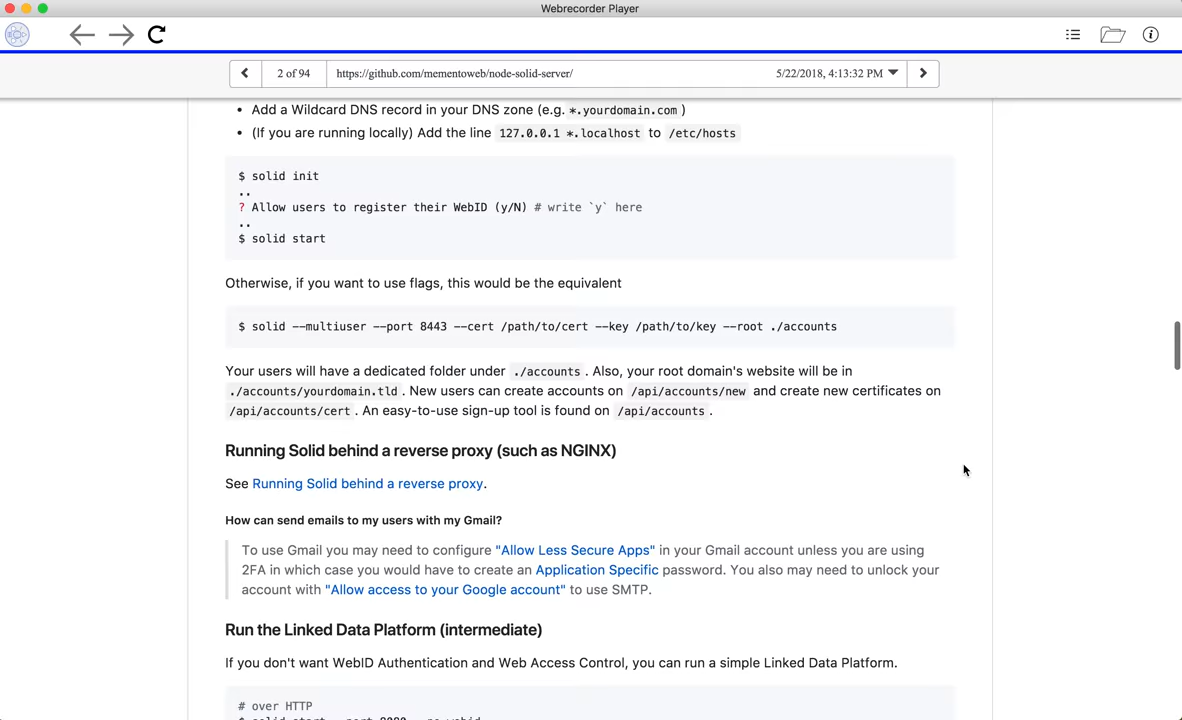 Webrecorder Player
2 of 94
https://github.com/mementoweb/node-solid-server/
5/22/2018, 4:13:32 PM
• Add a Wildcard DNS record in your DNS zone (e.g. *.yourdomain.com )
• (If you are running locally) Add the line 127.0.0.1 *.localhost to /etc/hosts
$ solid init
..
? Allow users to register their WebID (y/N) # write `y` here
..
$ solid start
Otherwise, if you want to use flags, this would be the equivalent
$ solid --multiuser --port 8443 --cert /path/to/cert --key /path/to/key --root ./accounts
Your users will have a dedicated folder under ./accounts . Also, your root domain's website will be in
./accounts/yourdomain.tld . New users can create accounts on /api/accounts/new and create new certificates on
/api/accounts/cert . An easy-to-use sign-up tool is found on /api/accounts .
Running Solid behind a reverse proxy (such as NGINX)
See Running Solid behind a reverse proxy.
How can send emails to my users with my Gmail?
To use Gmail you may need to configure "Allow Less Secure Apps" in your Gmail account unless you are using
2FA in which case you would have to create an Application Specific password. You also may need to unlock your
account with "Allow access to your Google account" to use SMTP.
Run the Linked Data Platform (intermediate)
If you don't want WebID Authentication and Web Access Control, you can run a simple Linked Data Platform.
# over HTTP
$ solid start --port 8080 --no-webid